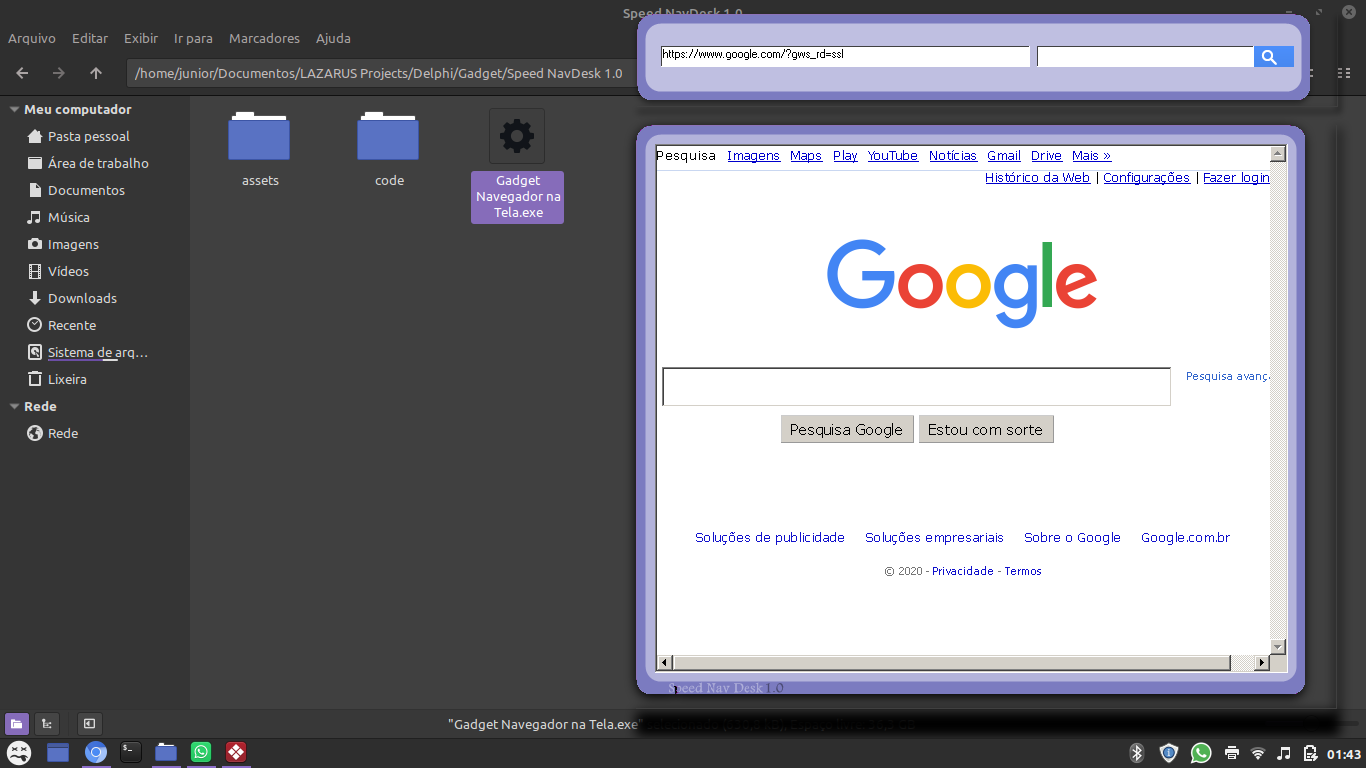 Speed NavDesk 1.0
Arquivo Editar Exibir Ir para Marcadores Ajuda
/home/junior/Documentos/LAZARUS Projects/Delphi/Gadget/Speed NavDesk 1.0
https://www.google.com/?gws_rd=ssl
Meu computador
Pasta pessoal
Área de trabalho
Documentos
Música
Imagens
Vídeos
Downloads
Recente
Sistema de arq...
Lixeira
Rede
Rede
assets
code
Gadget
Navegador na
Tela.exe
Pesquisa Imagens Maps Play YouTube Notícias Gmail Drive Mais »
Histórico da Web | Configurações | Fazer login
Google
Pesquisa avanç
Pesquisa Google Estou com sorte
Soluções de publicidade Soluções empresariais Sobre o Google Google.com.br
© 2020 - Privacidade - Termos
Speed Nav Desk 1.0
"Gadget Navegador na Tela.exe"
01:43